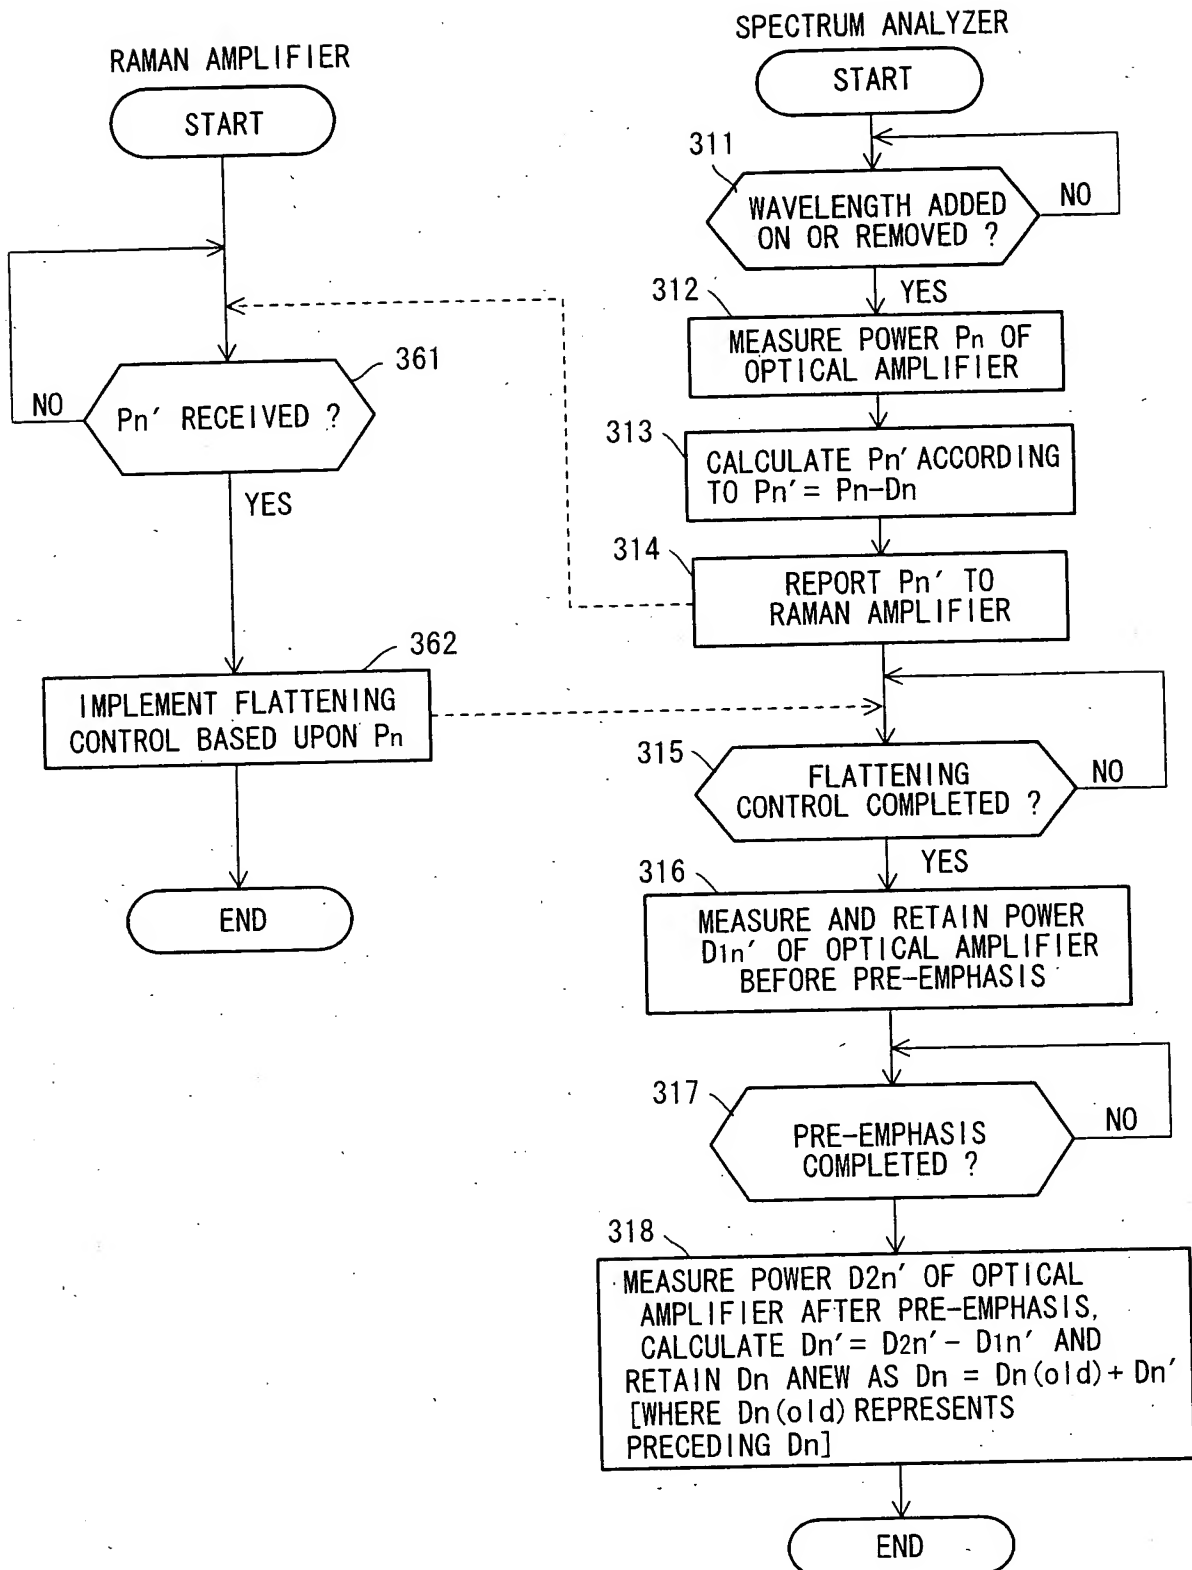 RAMAN AMPLIFIER
START
361
Pn' RECEIVED ?
NO
YES
362
IMPLEMENT FLATTENING
CONTROL BASED UPON Pn
END
SPECTRUM ANALYZER
START
311
WAVELENGTH ADDED
ON OR REMOVED ?
NO
YES
312
MEASURE POWER Pn OF
OPTICAL AMPLIFIER
313
CALCULATE Pn' ACCORDING
TO Pn' = Pn-Dn
314
REPORT Pn' TO
RAMAN AMPLIFIER
315
FLATTENING
CONTROL COMPLETED ?
NO
YES
316
MEASURE AND RETAIN POWER
D1n' OF OPTICAL AMPLIFIER
BEFORE PRE-EMPHASIS
317
PRE-EMPHASIS
COMPLETED ?
NO
318
MEASURE POWER D2n' OF OPTICAL
AMPLIFIER AFTER PRE-EMPHASIS,
CALCULATE Dn' = D2n' - D1n' AND
RETAIN Dn ANEW AS Dn = Dn(old) + Dn'
[WHERE Dn(old) REPRESENTS
PRECEDING Dn]
END